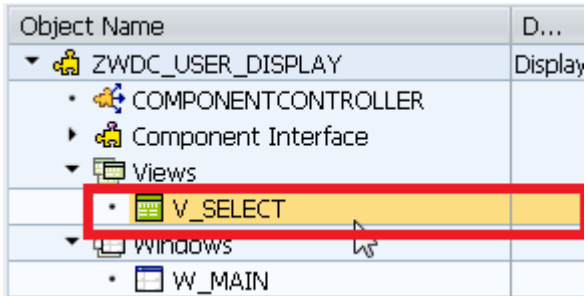 Object Name D...
ZWDC_USER_DISPLAY Display
COMPONENTCONTROLLER
Component Interface
Views
V_SELECT
Windows
W_MAIN